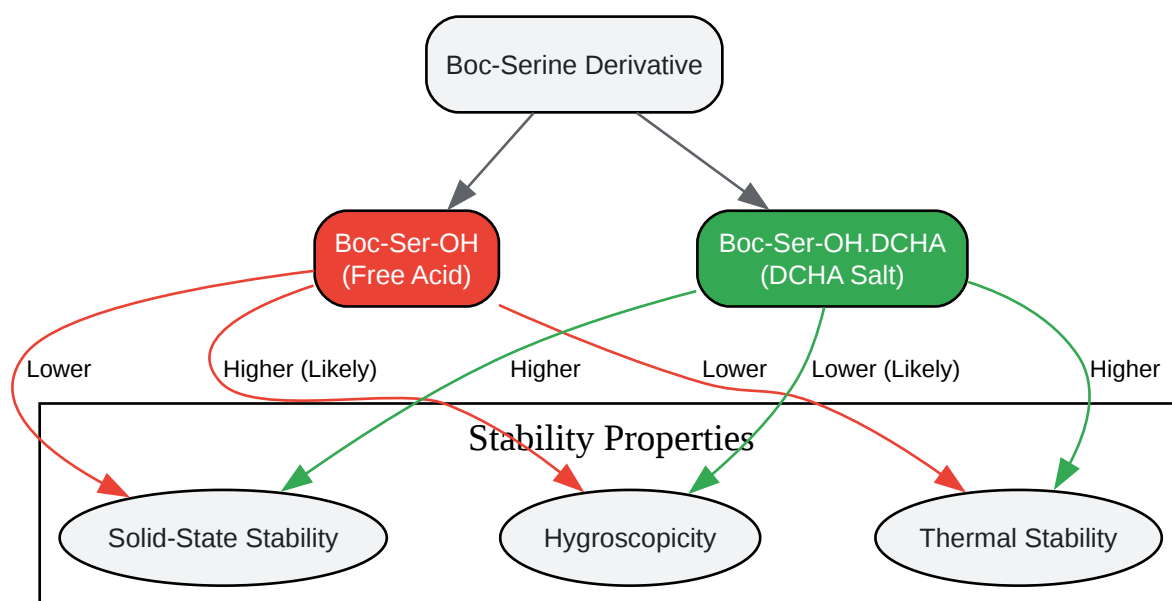 Boc-Serine Derivative
Boc-Ser-OH
(Free Acid)
Boc-Ser-OH.DCHA
(DCHA Salt)
Lower
Higher (Likely)
Higher
Lower
Lower (Likely)
Higher
Stability Properties
Solid-State Stability
Hygroscopicity
Thermal Stability